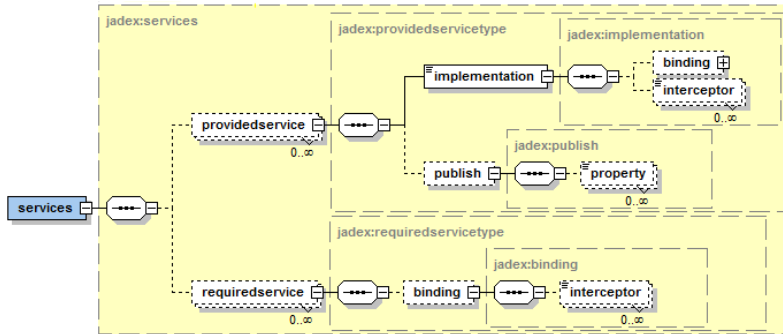 jadex:services
jadex:providedservicetype
jadex:implementation
binding
implementation
interceptor
0..∞
providedservice
0..∞
jadex:publish
publish
property
0..∞
services
jadex:requiredservicetype
jadex:binding
requiredservice
binding
interceptor
0..∞
0..∞